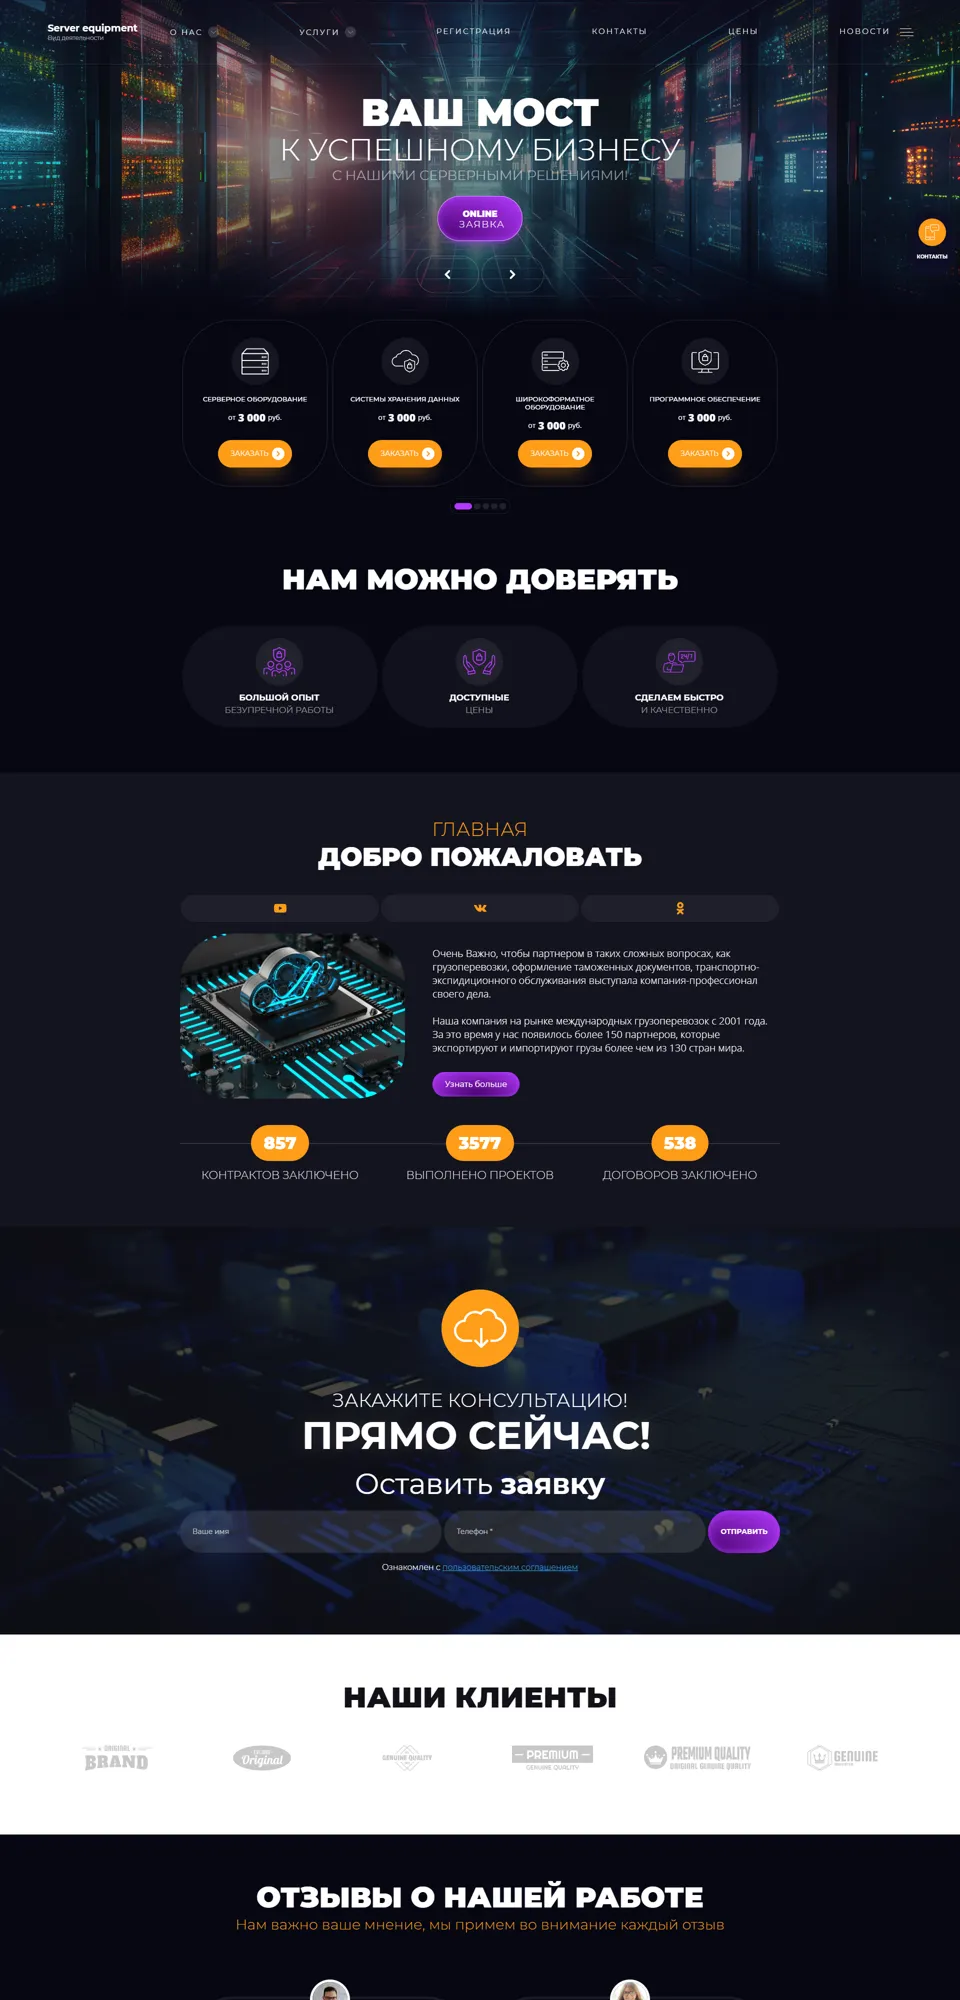 Server equipment
Вид деятельности
О НАС
УСЛУГИ
РЕГИСТРАЦИЯ
КОНТАКТЫ
ЦЕНЫ
НОВОСТИ
ВАШ МОСТ
К УСПЕШНОМУ БИЗНЕСУ
С НАШИМИ СЕРВЕРНЫМИ РЕШЕНИЯМИ!
ONLINE
ЗАЯВКА
КОНТАКТЫ
СЕРВЕРНОЕ ОБОРУДОВАНИЕ
от 3 000 руб.
ЗАКАЗАТЬ
СИСТЕМЫ ХРАНЕНИЯ ДАННЫХ
от 3 000 руб.
ЗАКАЗАТЬ
ШИРОКОФОРМАТНОЕ
ОБОРУДОВАНИЕ
от 3 000 руб.
ЗАКАЗАТЬ
ПРОГРАММНОЕ ОБЕСПЕЧЕНИЕ
от 3 000 руб.
ЗАКАЗАТЬ
НАМ МОЖНО ДОВЕРЯТЬ
БОЛЬШОЙ ОПЫТ
БЕЗУПРЕЧНОЙ РАБОТЫ
ДОСТУПНЫЕ
ЦЕНЫ
24/7
СДЕЛАЕМ БЫСТРО
И КАЧЕСТВЕННО
ГЛАВНАЯ
ДОБРО ПОЖАЛОВАТЬ
Очень Важно, чтобы партнером в таких сложных вопросах, как
грузоперевозки, оформление таможенных документов, транспортно-
экспидиционного обслуживания выступала компания-профессионал
своего дела.
Наша компания на рынке международных грузоперевозок с 2001 года.
За это время у нас появилось более 150 партнеров, которые
экспортируют и импортируют грузы более чем из 130 стран мира.
Узнать больше
857
КОНТРАКТОВ ЗАКЛЮЧЕНО
3577
ВЫПОЛНЕНО ПРОЕКТОВ
538
ДОГОВОРОВ ЗАКЛЮЧЕНО
ЗАКАЖИТЕ КОНСУЛЬТАЦИЮ!
ПРЯМО СЕЙЧАС!
Оставить заявку
Ваше имя
Телефон *
ОТПРАВИТЬ
Ознакомлен с пользовательским соглашением
НАШИ КЛИЕНТЫ
ORIGINAL
BRAND
Original
GENUINE QUALITY
PREMIUM
GENUINE QUALITY
PREMIUM QUALITY
ORIGINAL GENUINE QUALITY
GENUINE
ОТЗЫВЫ О НАШЕЙ РАБОТЕ
Нам важно ваше мнение, мы примем во внимание каждый отзыв